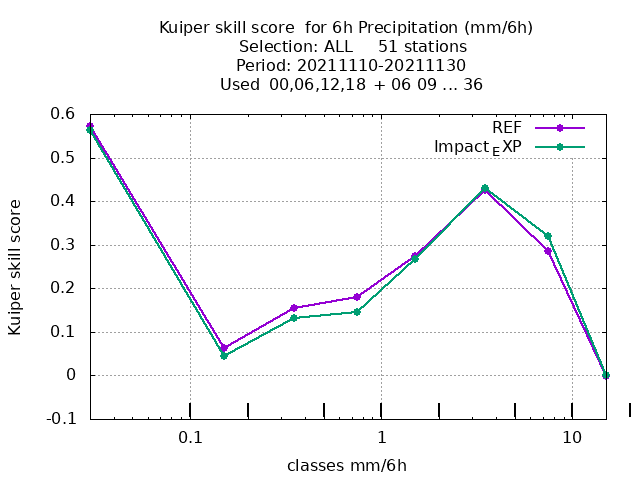 Kuiper skill score  for 6h Precipitation (mm/6h)
Selection: ALL     51 stations
Period: 20211110-20211130
Used  00,06,12,18  + 06 09 ... 36
REF
Impact_EXP
0.6
0.5
0.4
0.3
0.2
0.1
0
-0.1
Kuiper skill score
0.1
1
10
classes mm/6h